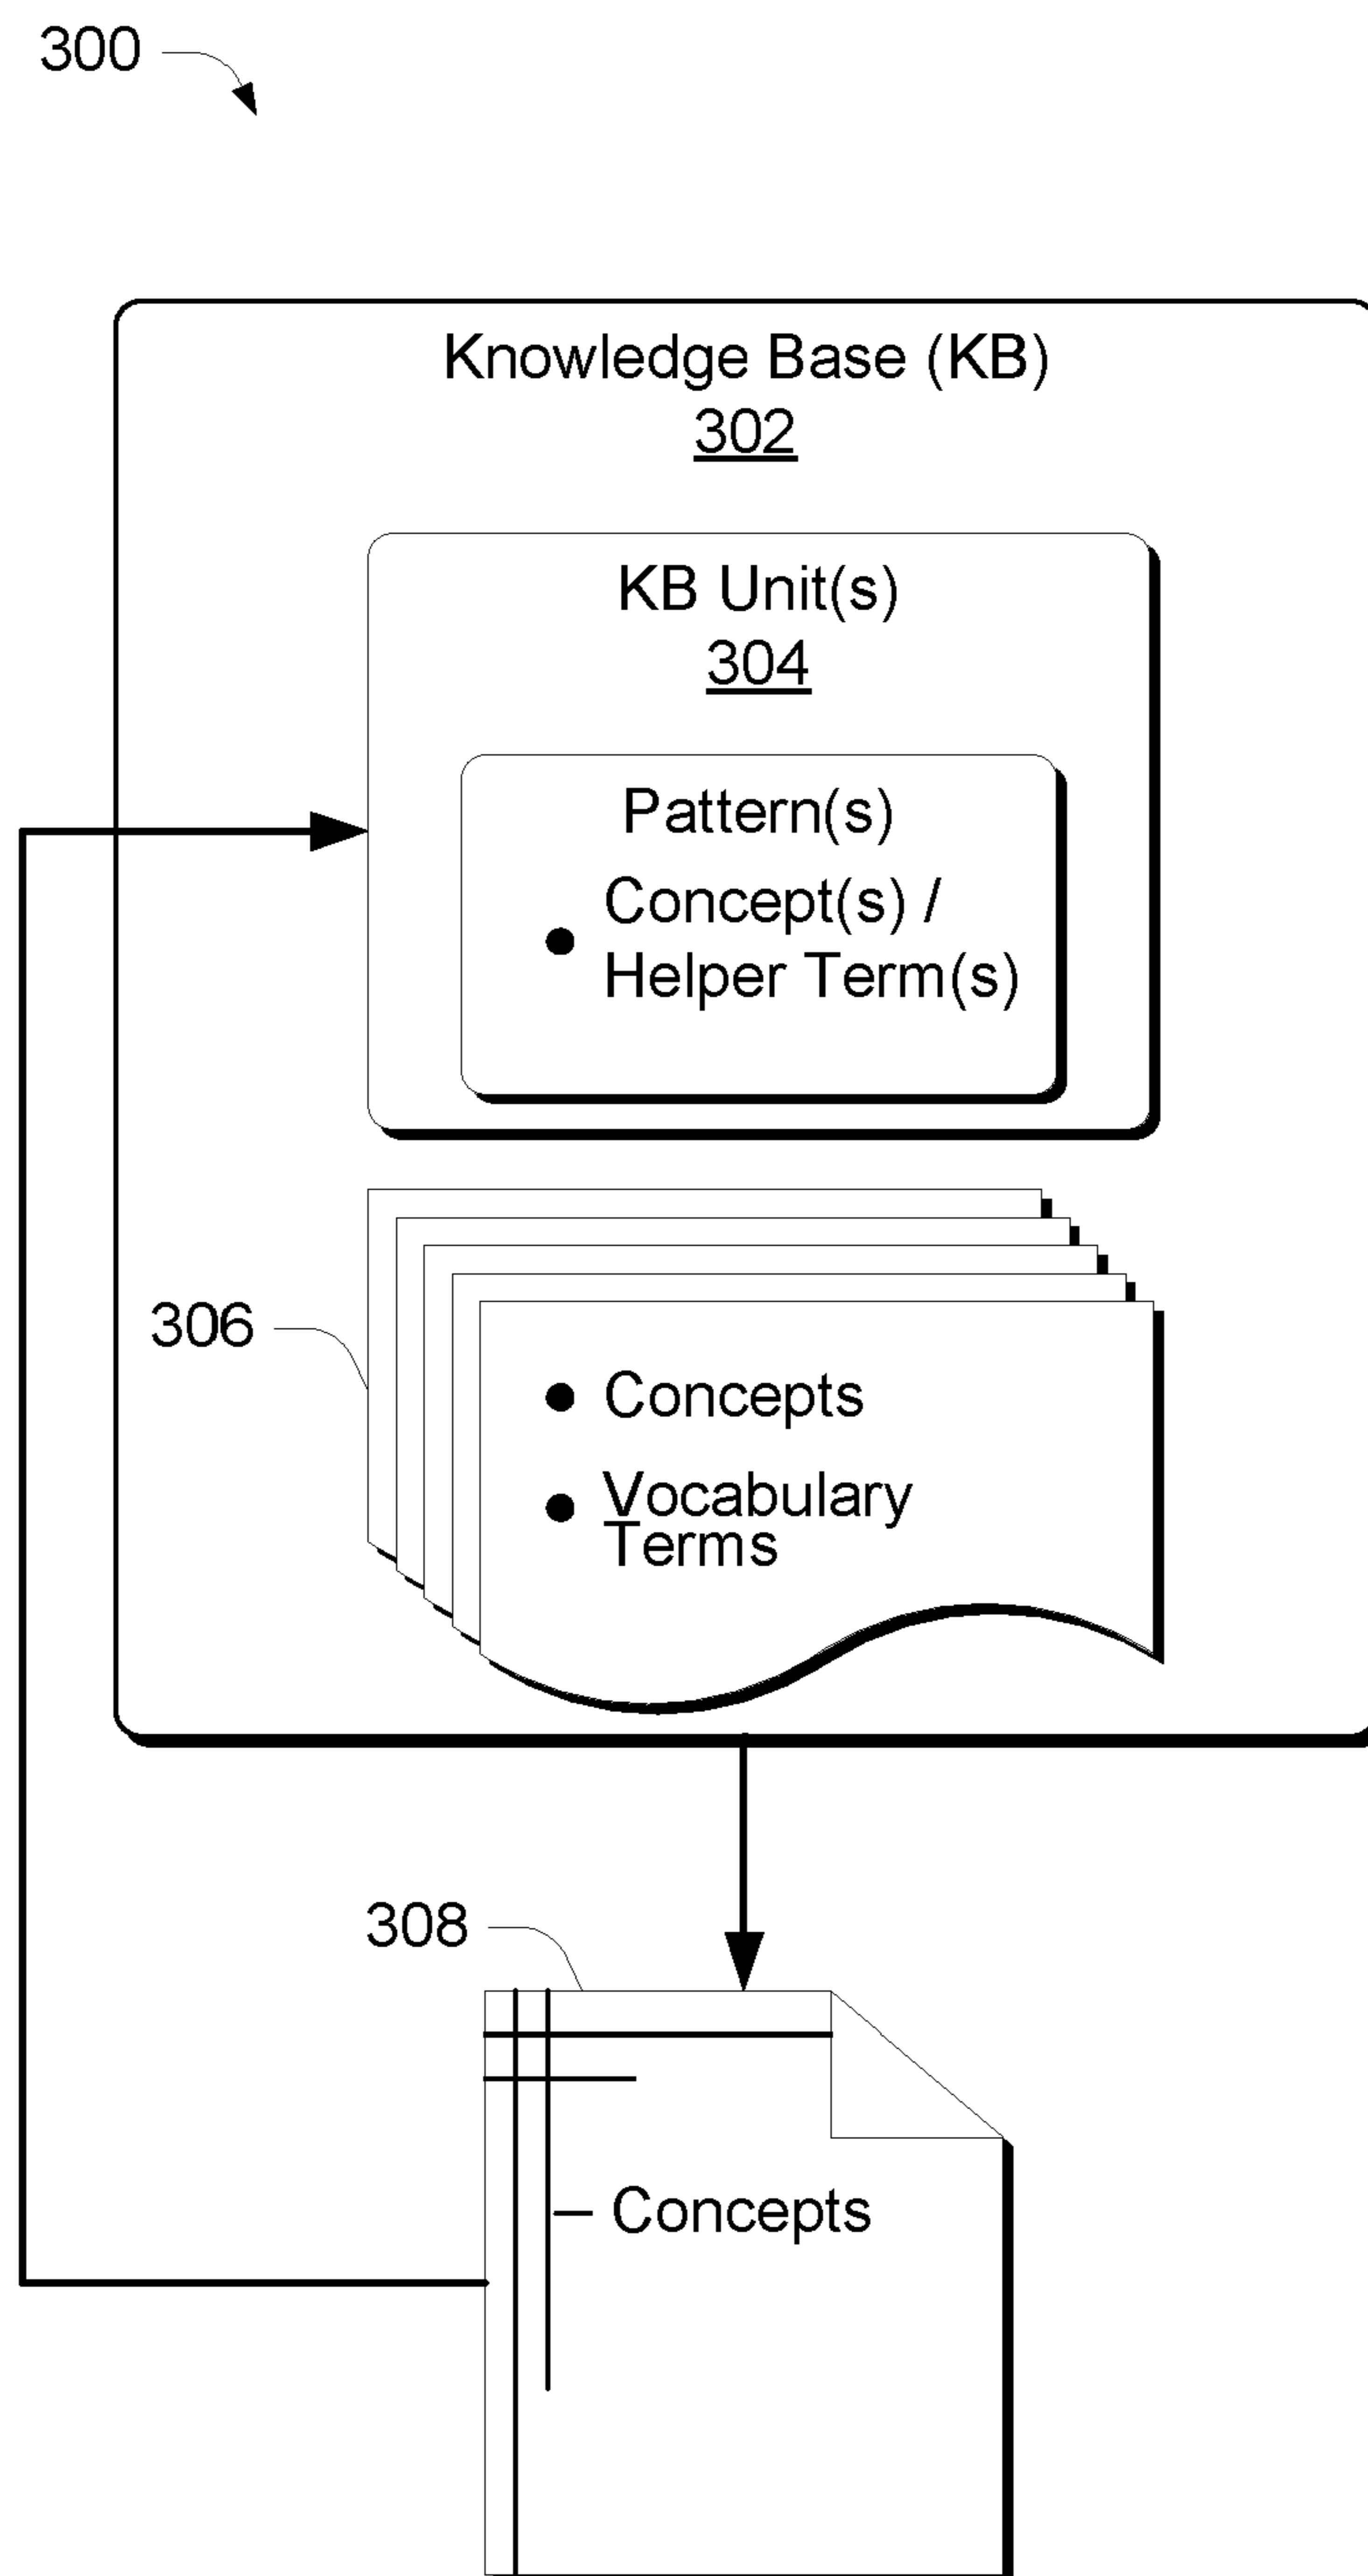 300
Knowledge Base (KB)
302
KB Unit(s)
304
Pattern(s)
● Concept(s) /
Helper Term(s)
306
● Concepts
● Vocabulary
Terms
308
– Concepts